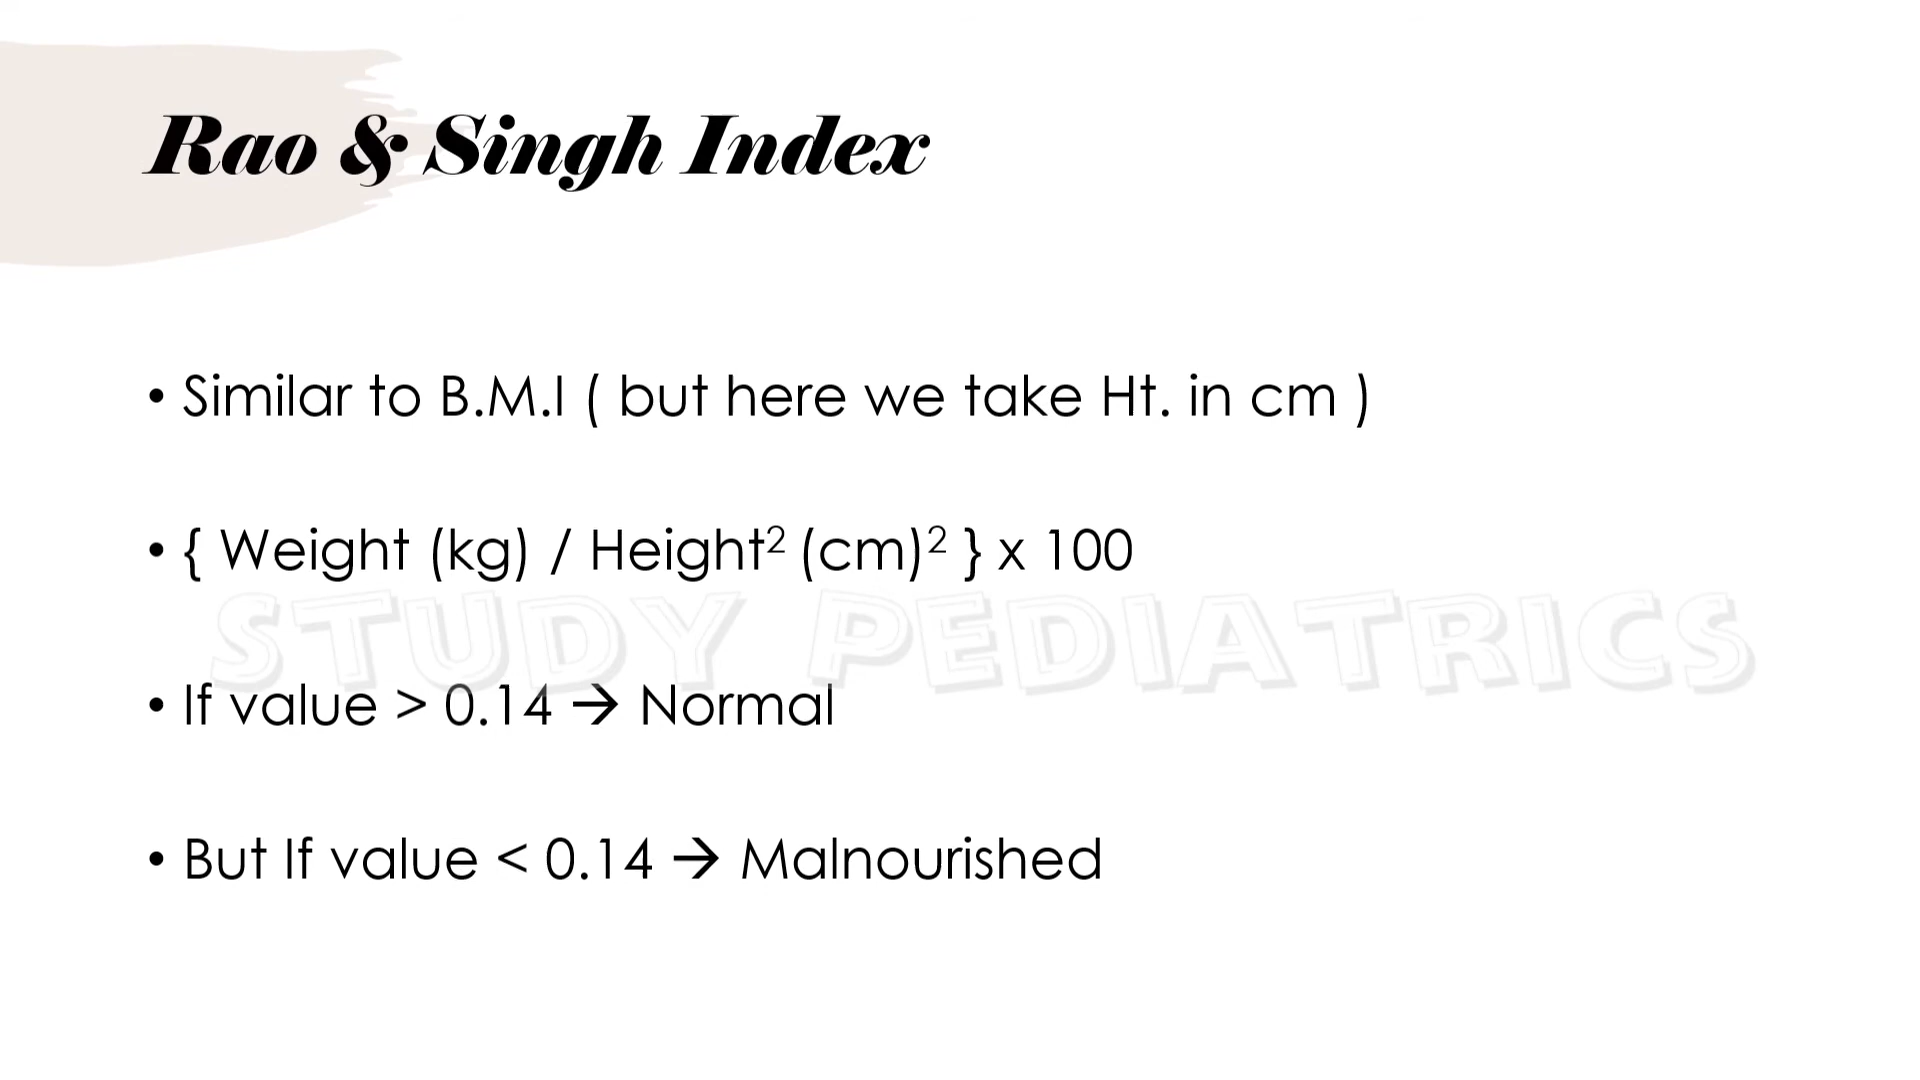 Rao & Singh Index
• Similar to B.M.I ( but here we take Ht. in cm )
• { Weight (kg) / Height² (cm)² } x 100
STUDY PEDIATRICS
• If value > 0.14 → Normal
• But If value < 0.14 → Malnourished